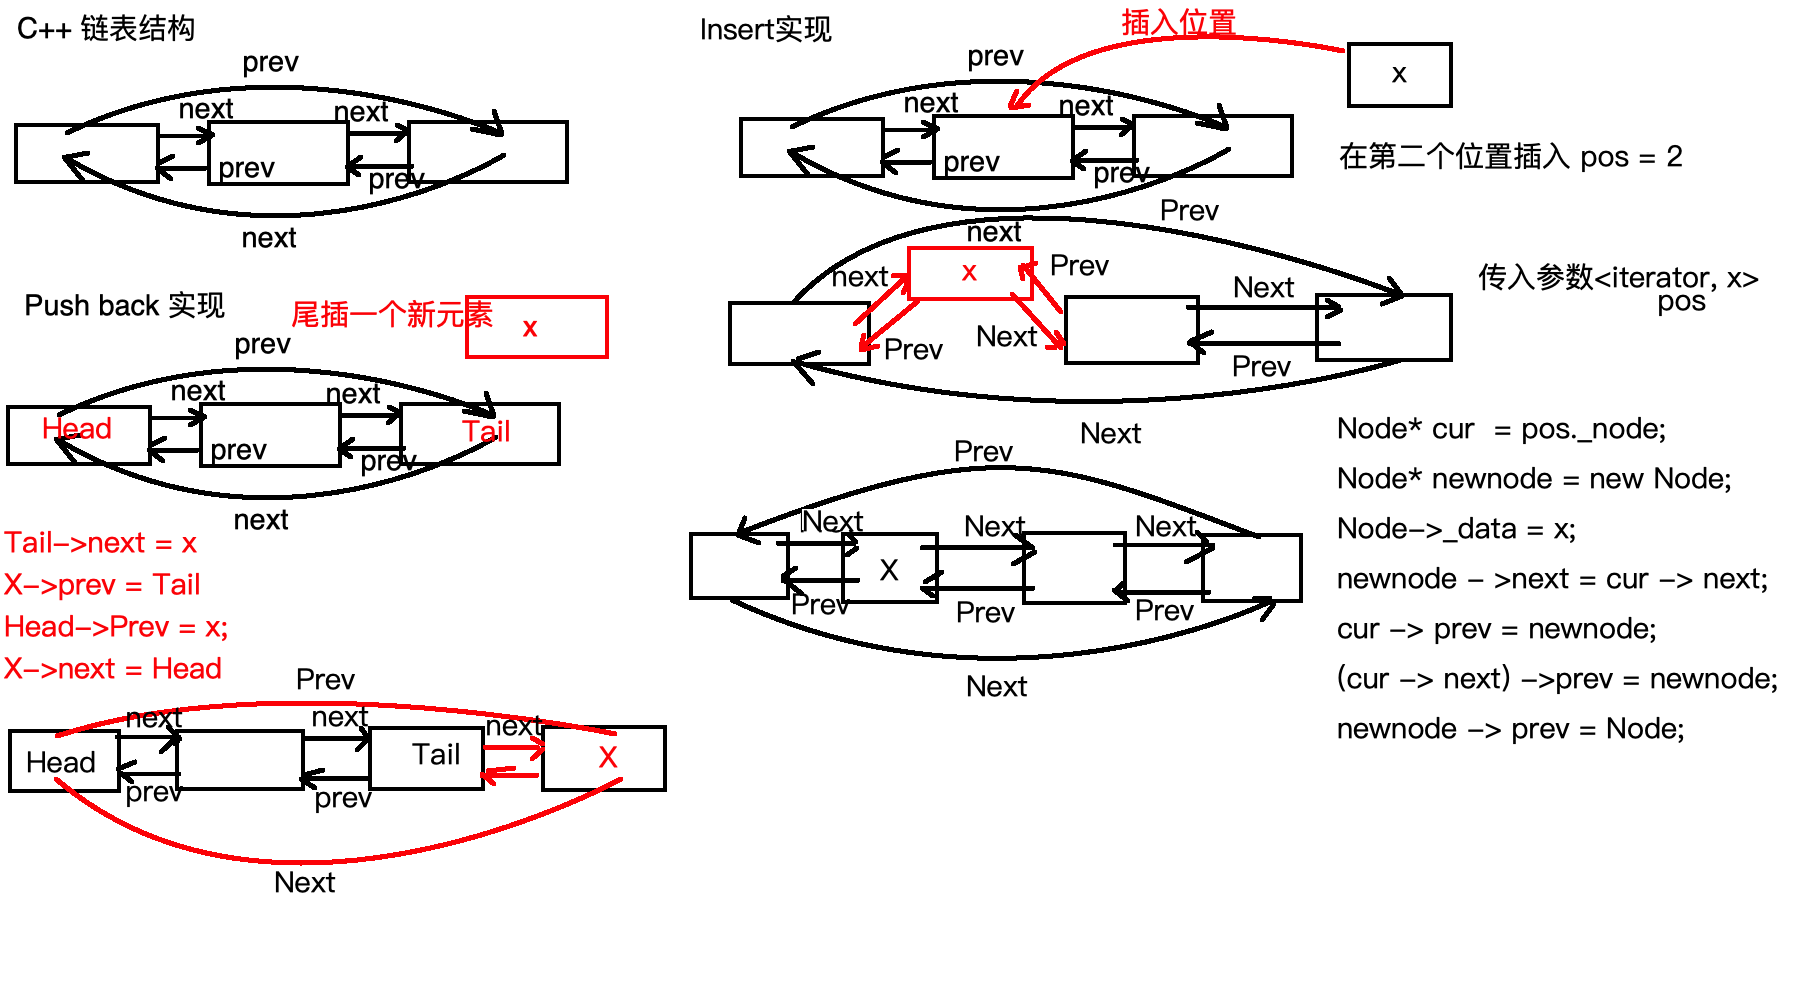 C++ 链表结构
prev
next
next
prev
prev
next
Push back 实现
尾插一个新元素
x
prev
next
next
Head
Tail
prev
prev
next
Tail->next = x
X->prev = Tail
Head->Prev = x;
X->next = Head
Prev
next
next
next
Head
Tail
X
prev
prev
Next
Insert实现
插入位置
x
prev
next
next
prev
prev
在第二个位置插入 pos = 2
Prev
next
x
next
Prev
Next
Prev
Next
Prev
Next
传入参数<iterator, x>
pos
Prev
Next
Next
Next
X
Prev
Prev
Prev
Next
Node* cur = pos._node;
Node* newnode = new Node;
Node->_data = x;
newnode - >next = cur -> next;
cur -> prev = newnode;
(cur -> next) ->prev = newnode;
newnode -> prev = Node;